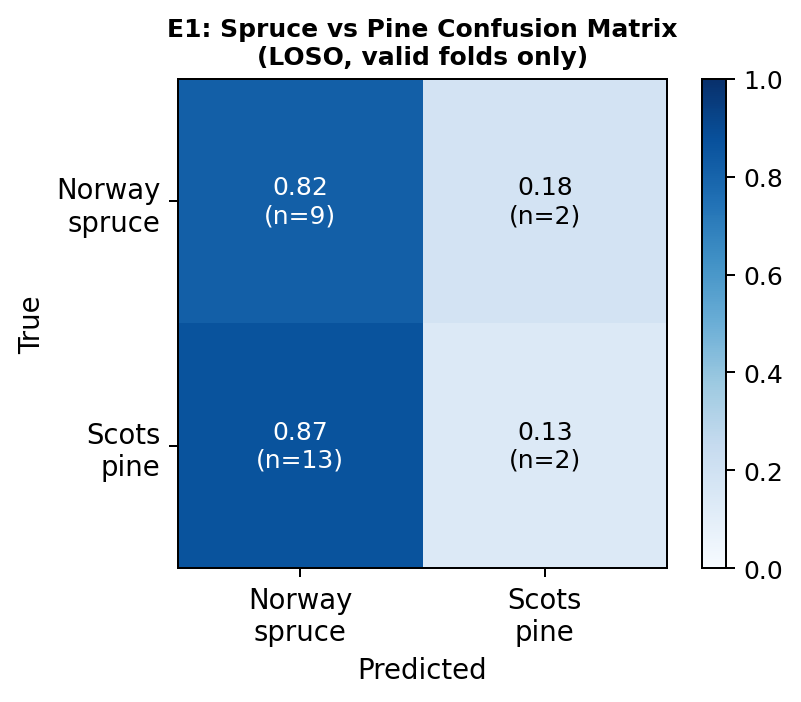 E1: Spruce vs Pine Confusion Matrix
(LOSO, valid folds only)
True
Norway
spruce
0.82
(n=9)
0.18
(n=2)
Scots
pine
0.87
(n=13)
0.13
(n=2)
Norway
spruce
Scots
pine
Predicted
1.0
0.8
0.6
0.4
0.2
0.0